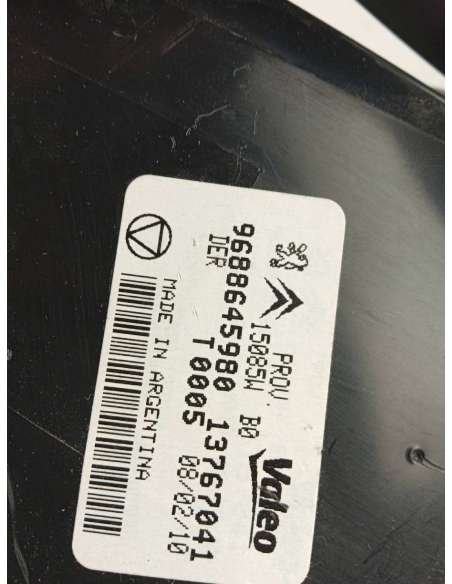 PROV.
15085W B0
Valeo
9688645980 13767041
DER T0005 08/02/10
MADE IN ARGENTINA